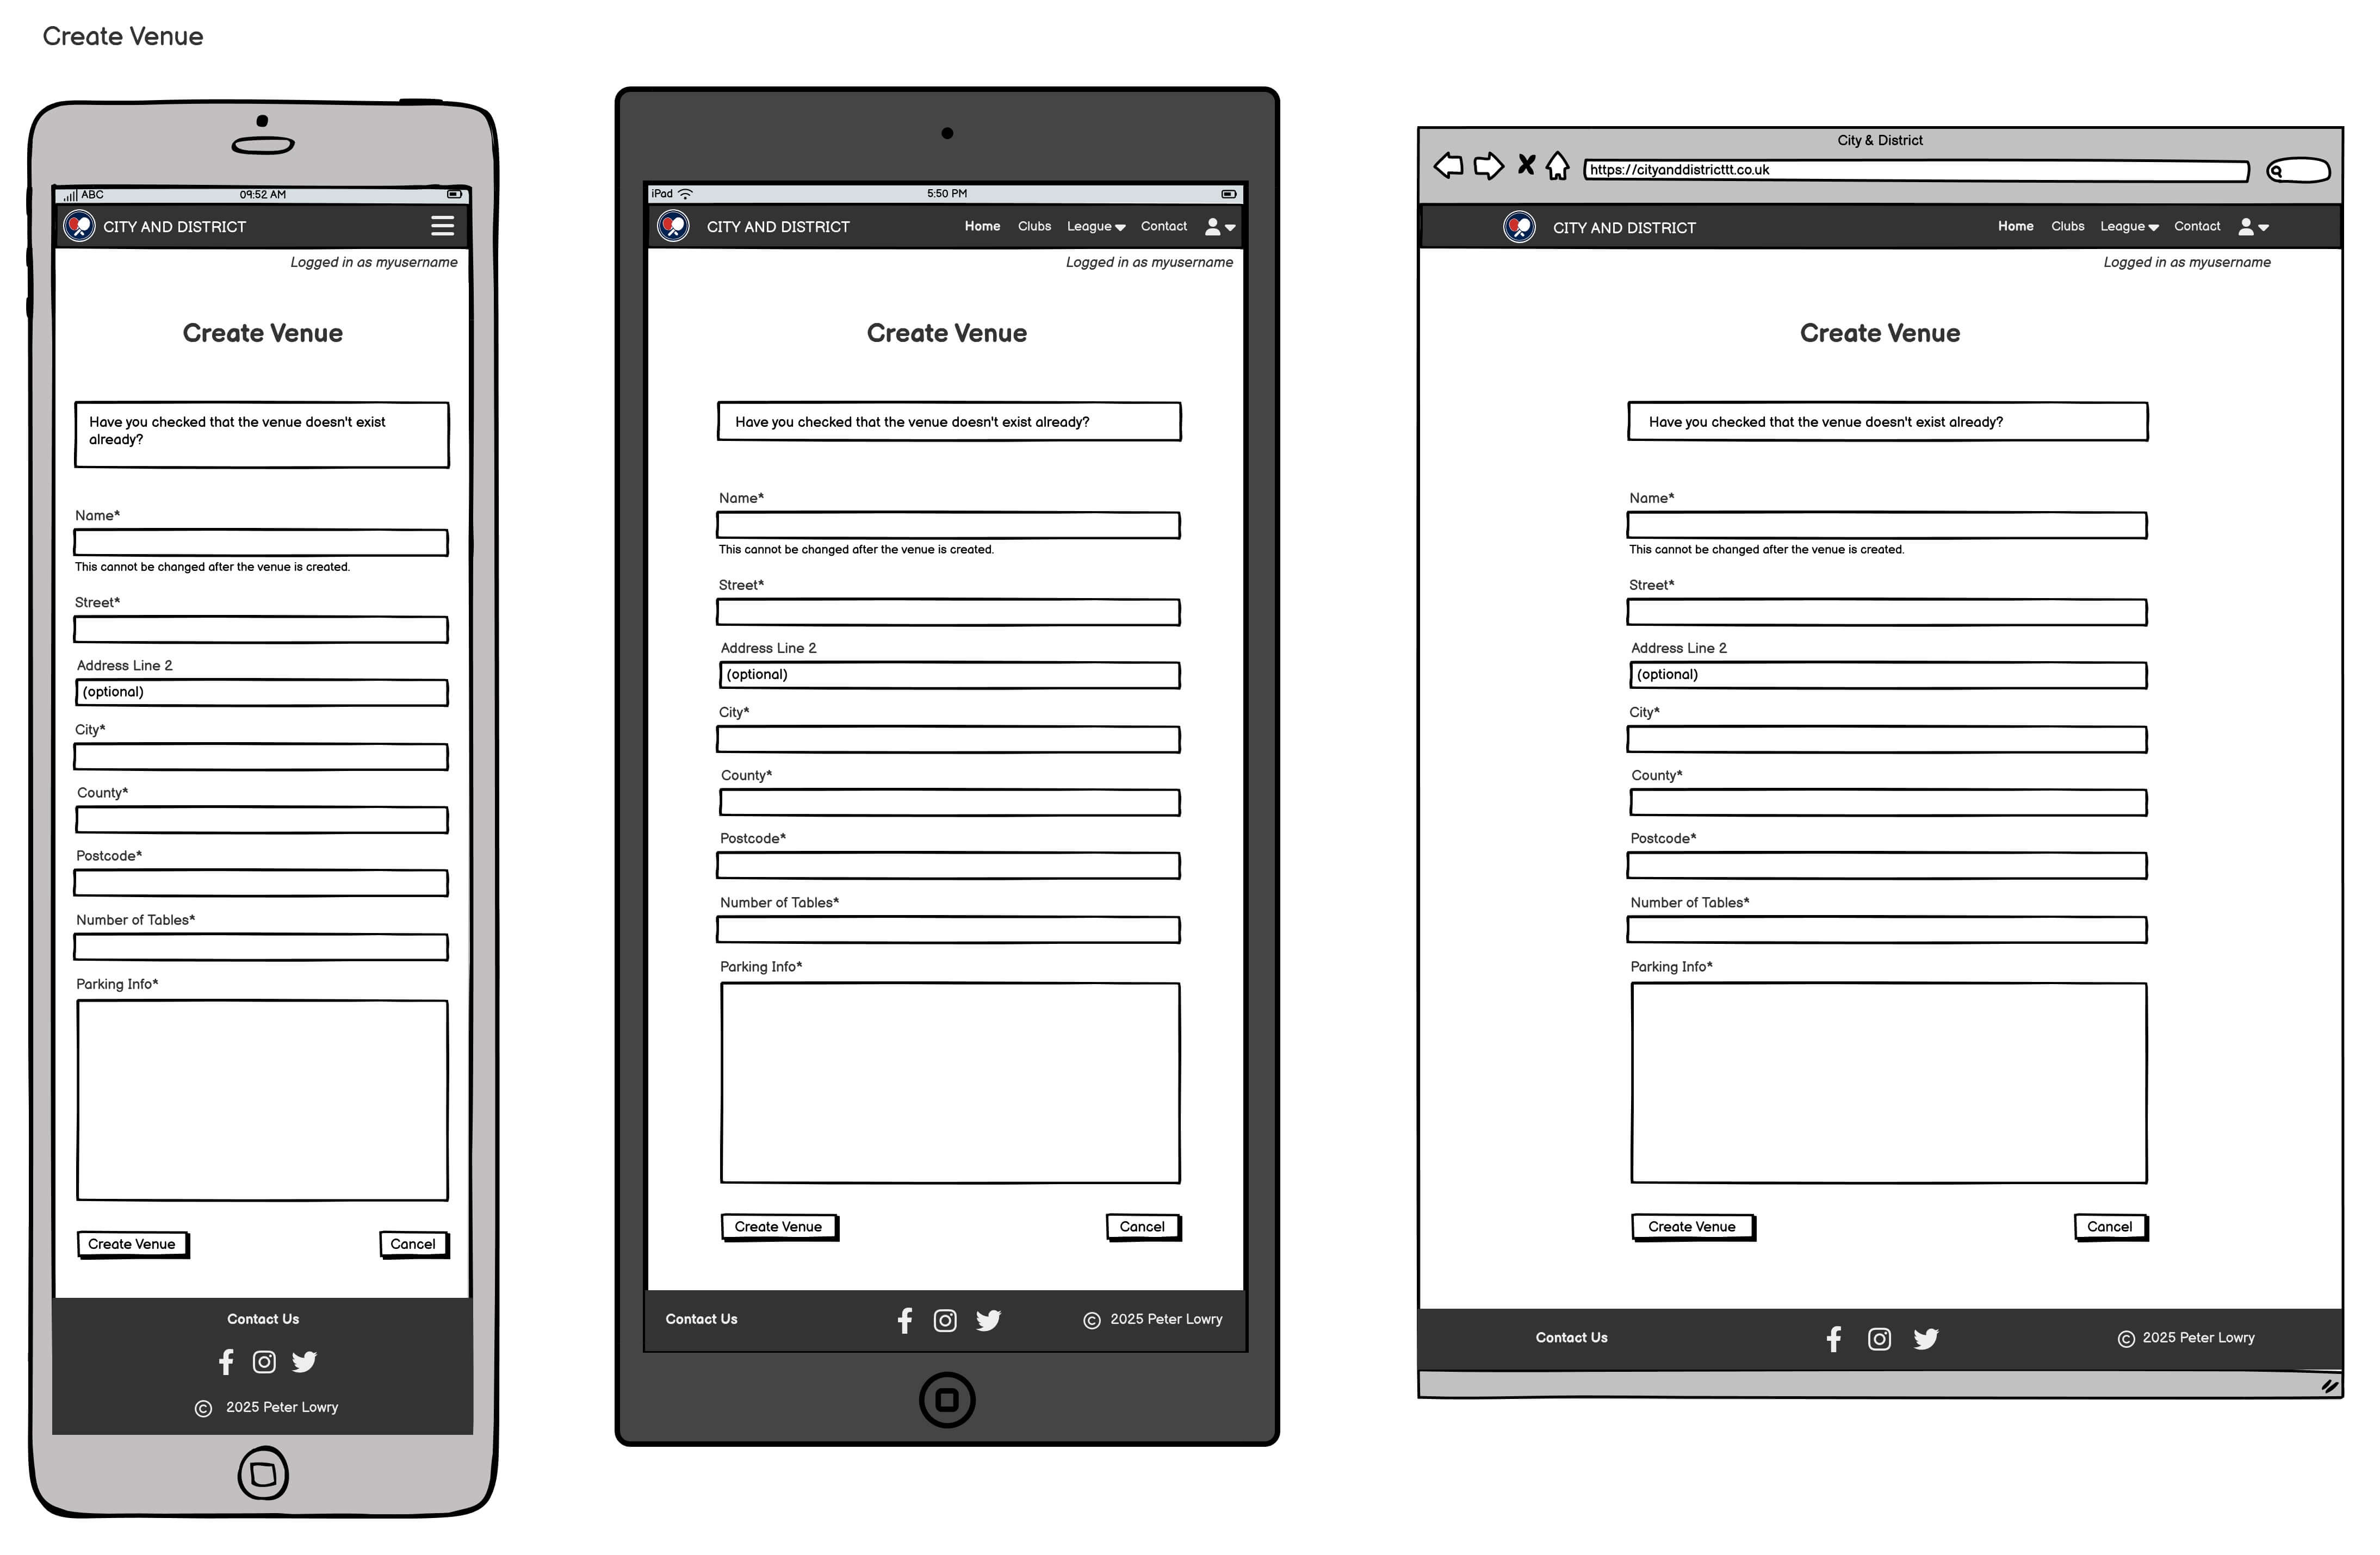 Create Venue
ABC
09:52 AM
CITY AND DISTRICT
Logged in as myusername
Create Venue
Have you checked that the venue doesn't exist
already?
Name*
This cannot be changed after the venue is created.
Street*
Address Line 2
(optional)
City*
County*
Postcode*
Number of Tables*
Parking Info*
Create Venue
Cancel
Contact Us
© 2025 Peter Lowry
iPad
5:50 PM
CITY AND DISTRICT
Home
Clubs
League
Contact
Logged in as myusername
Create Venue
Have you checked that the venue doesn't exist already?
Name*
This cannot be changed after the venue is created.
Street*
Address Line 2
(optional)
City*
County*
Postcode*
Number of Tables*
Parking Info*
Create Venue
Cancel
Contact Us
© 2025 Peter Lowry
City & District
https://cityanddistricttt.co.uk
CITY AND DISTRICT
Home
Clubs
League
Contact
Logged in as myusername
Create Venue
Have you checked that the venue doesn't exist already?
Name*
This cannot be changed after the venue is created.
Street*
Address Line 2
(optional)
City*
County*
Postcode*
Number of Tables*
Parking Info*
Create Venue
Cancel
Contact Us
© 2025 Peter Lowry